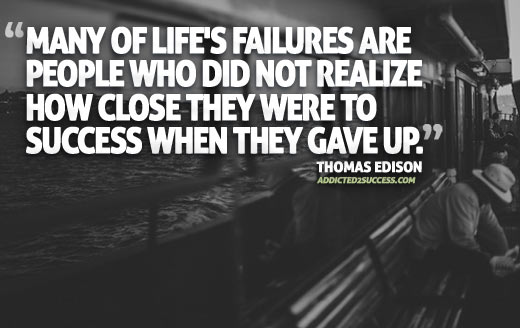 “MANY OF LIFE'S FAILURES ARE
PEOPLE WHO DID NOT REALIZE
HOW CLOSE THEY WERE TO
SUCCESS WHEN THEY GAVE UP.”
THOMAS EDISON
ADDICTED2SUCCESS.COM